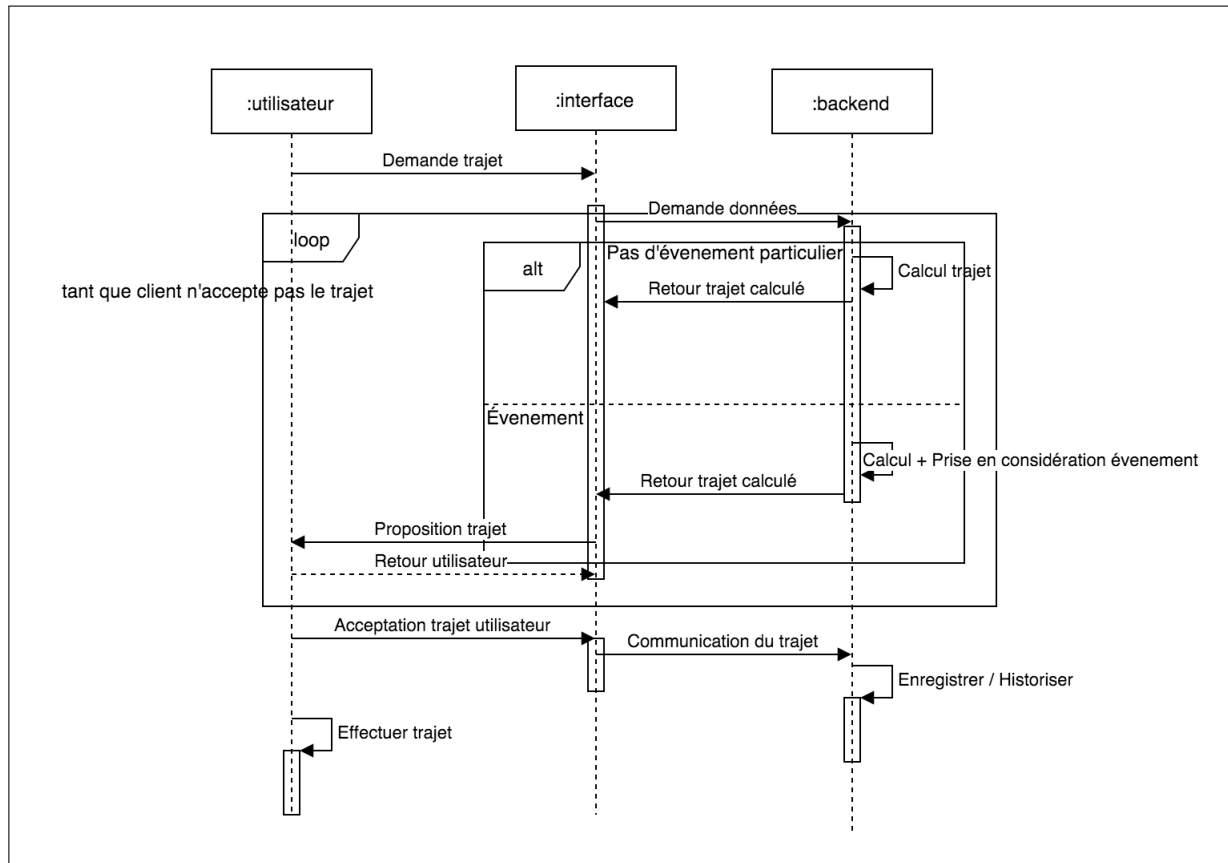 :utilisateur
:interface
:backend
Demande trajet
Demande données
loop
Pas d'évenement particulier
alt
Calcul trajet
tant que client n'accepte pas le trajet
Retour trajet calculé
Évenement
Calcul + Prise en considération évenement
Retour trajet calculé
Proposition trajet
Retour utilisateur
Acceptation trajet utilisateur
Communication du trajet
Enregistrer / Historiser
Effectuer trajet